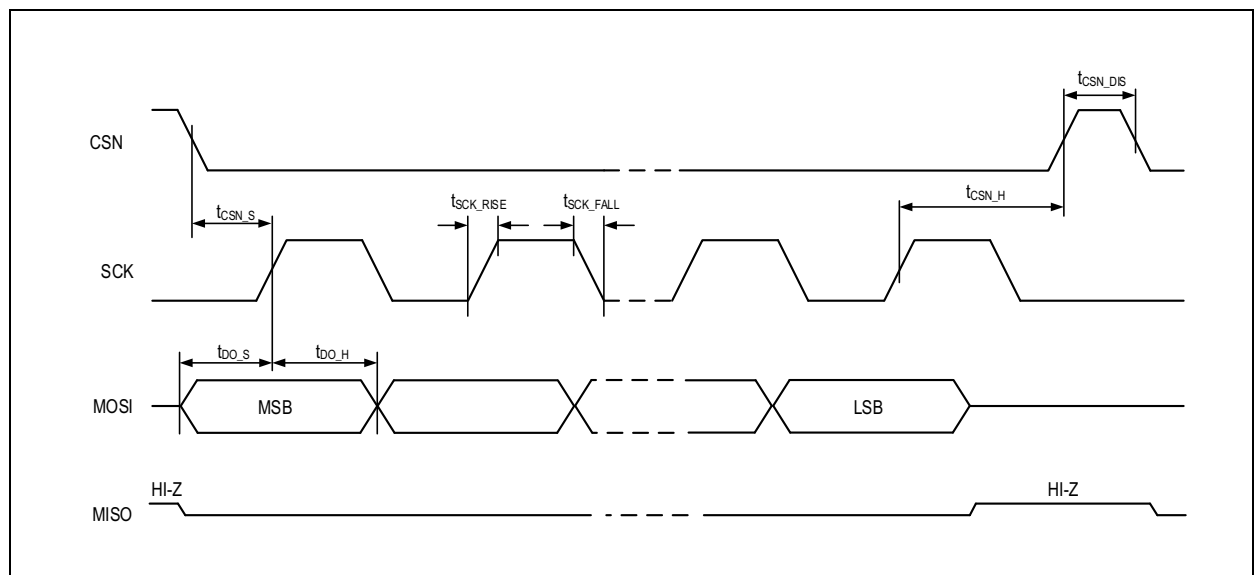 tCSN_DIS
CSN
tCSN_S
tSCK_RISE
tSCK_FALL
tCSN_H
SCK
tDO_S
tDO_H
MOSI
MSB
LSB
HI-Z
HI-Z
MISO